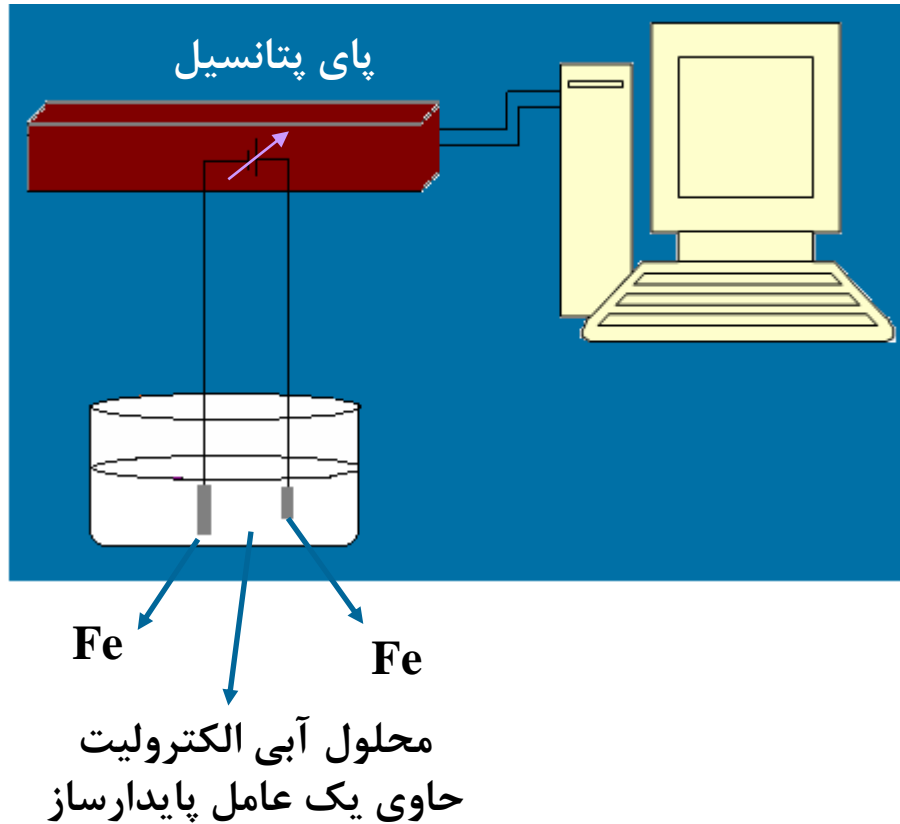 پای پتانسیل
Fe
Fe
محلول آبی الکترولیت
حاوی یک عامل پایدارساز